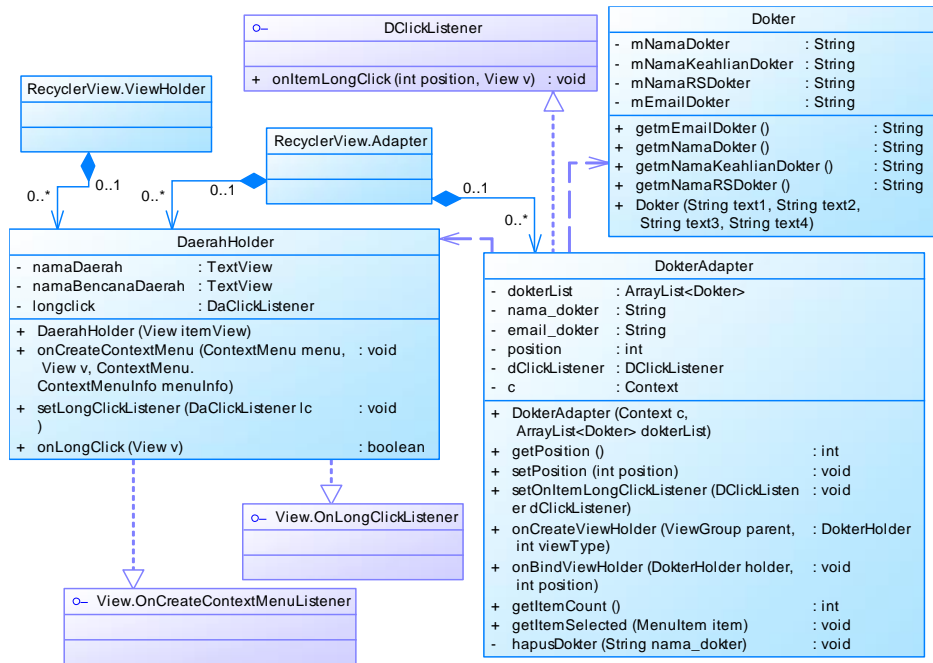 DClickListener
+ onItemLongClick (int position, View v) : void
Dokter
- mNamaDokter : String
- mNamaKeahlianDokter : String
- mNamaRSDokter : String
- mEmailDokter : String
+ getmEmailDokter () : String
+ getmNamaDokter () : String
+ getmNamaKeahlianDokter () : String
+ getmNamaRSDokter () : String
+ Dokter (String text1, String text2,
String text3, String text4)
RecyclerView.ViewHolder
RecyclerView.Adapter
0..*
0..1
0..*
0..1
0..1
0..*
DaerahHolder
- namaDaerah : TextView
- namaBencanaDaerah : TextView
- longclick : DaClickListener
+ DaerahHolder (View itemView)
+ onCreateContextMenu (ContextMenu menu, : void
View v, ContextMenu.
ContextMenuInfo menuInfo)
+ setLongClickListener (DaClickListener lc : void
)
+ onLongClick (View v) : boolean
DokterAdapter
- dokterList : ArrayList<Dokter>
- nama_dokter : String
- email_dokter : String
- position : int
- dClickListener : DClickListener
- c : Context
+ DokterAdapter (Context c,
ArrayList<Dokter> dokterList)
+ getPosition () : int
+ setPosition (int position) : void
+ setOnItemLongClickListener (DClickListen : void
er dClickListener)
+ onCreateViewHolder (ViewGroup parent, : DokterHolder
int viewType)
+ onBindViewHolder (DokterHolder holder, : void
int position)
+ getItemCount () : int
+ getItemSelected (MenuItem item) : void
- hapusDokter (String nama_dokter) : void
View.OnLongClickListener
View.OnCreateContextMenuListener